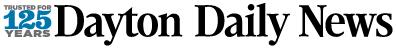 TRUSTED FOR
125
YEARS
Dayton Daily News